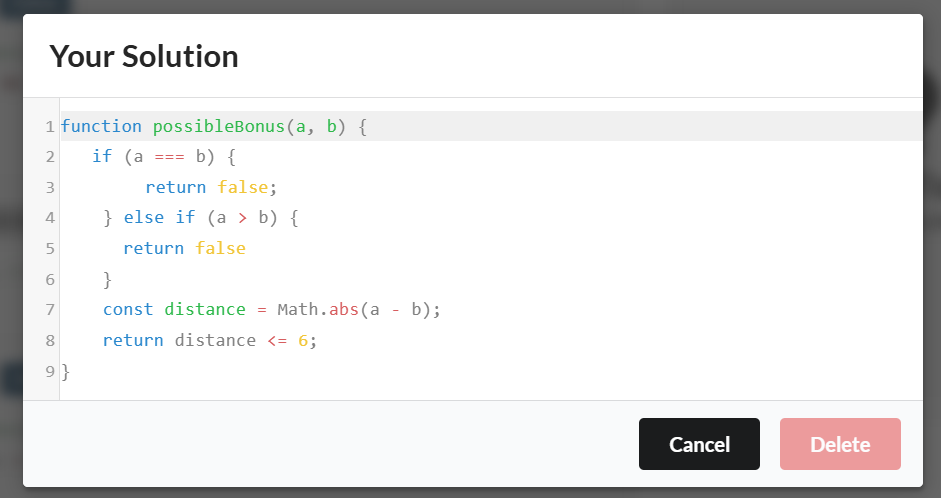 Your Solution
1 function possibleBonus(a, b) {
2 if (a === b) {
3 return false;
4 } else if (a > b) {
5 return false
6 }
7 const distance = Math.abs(a - b);
8 return distance <= 6;
9 }
Cancel Delete